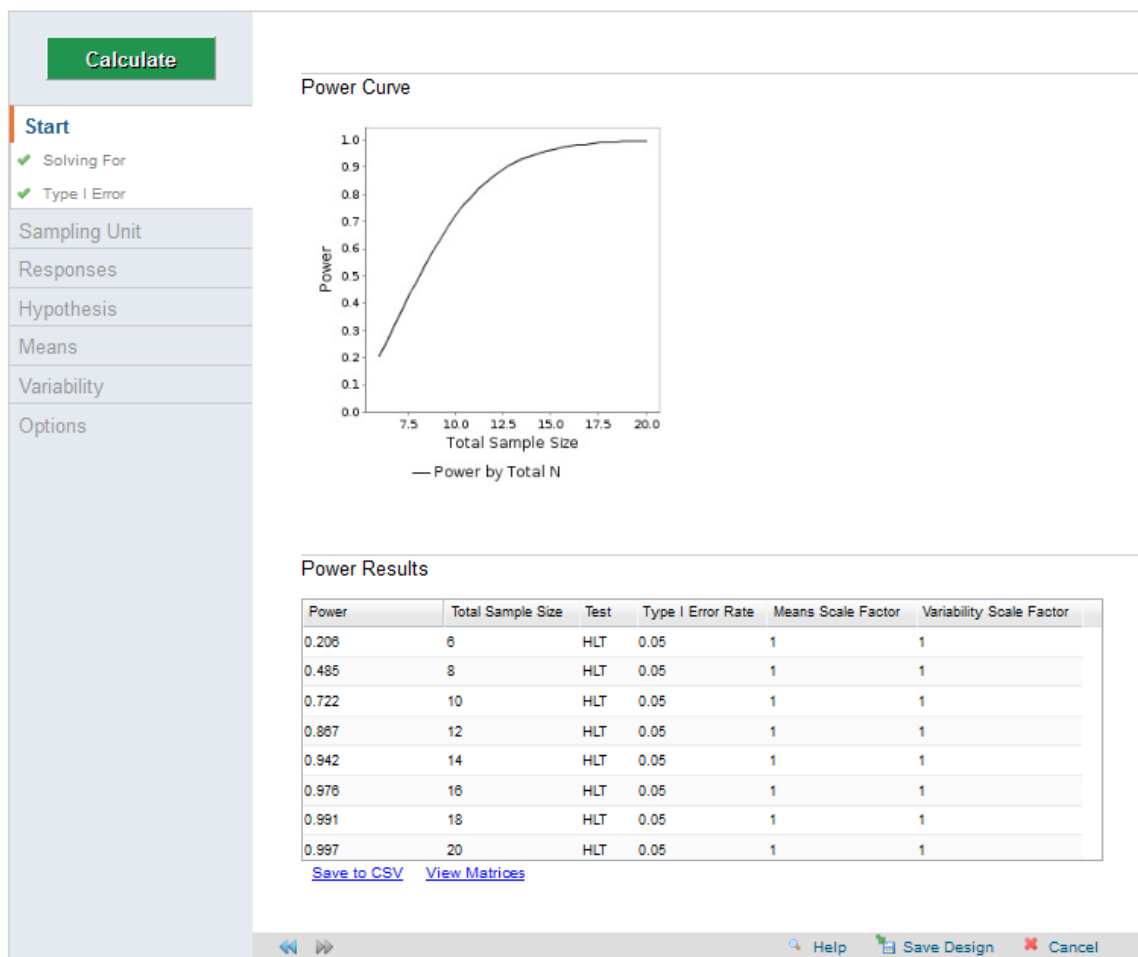 Calculate
Start
Solving For
Type I Error
Sampling Unit
Responses
Hypothesis
Means
Variability
Options
Power Curve
1.0
0.9
0.8
0.7
0.6
0.5
0.4
0.3
0.2
0.1
0.0
Power
7.5 10.0 12.5 15.0 17.5 20.0
Total Sample Size
Power by Total N
Power Results
Power Total Sample Size Test Type I Error Rate Means Scale Factor Variability Scale Factor
0.206 6 HLT 0.05 1 1
0.485 8 HLT 0.05 1 1
0.722 10 HLT 0.05 1 1
0.867 12 HLT 0.05 1 1
0.942 14 HLT 0.05 1 1
0.976 16 HLT 0.05 1 1
0.991 18 HLT 0.05 1 1
0.997 20 HLT 0.05 1 1
Save to CSV View Matrices
Help Save Design Cancel